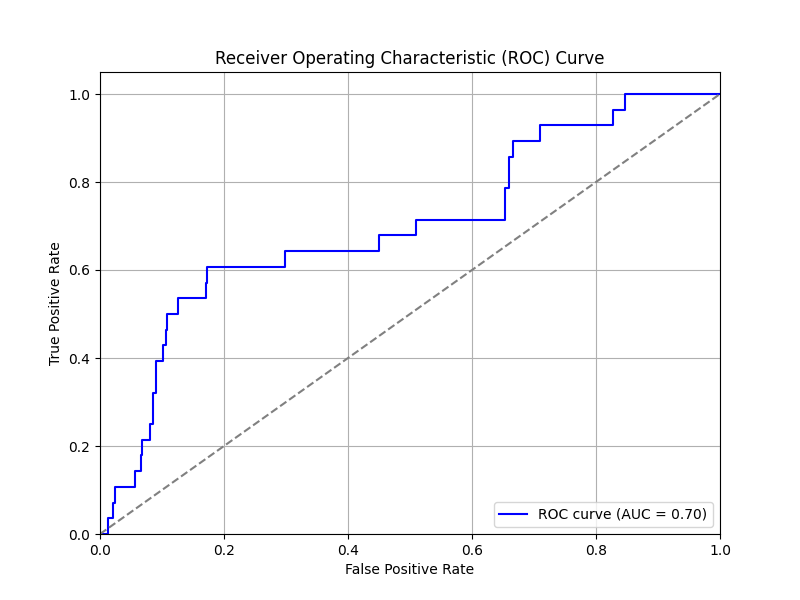 Receiver Operating Characteristic (ROC) Curve
True Positive Rate
1.0
0.8
0.6
0.4
0.2
0.0
ROC curve (AUC = 0.70)
0.0 0.2 0.4 0.6 0.8 1.0
False Positive Rate